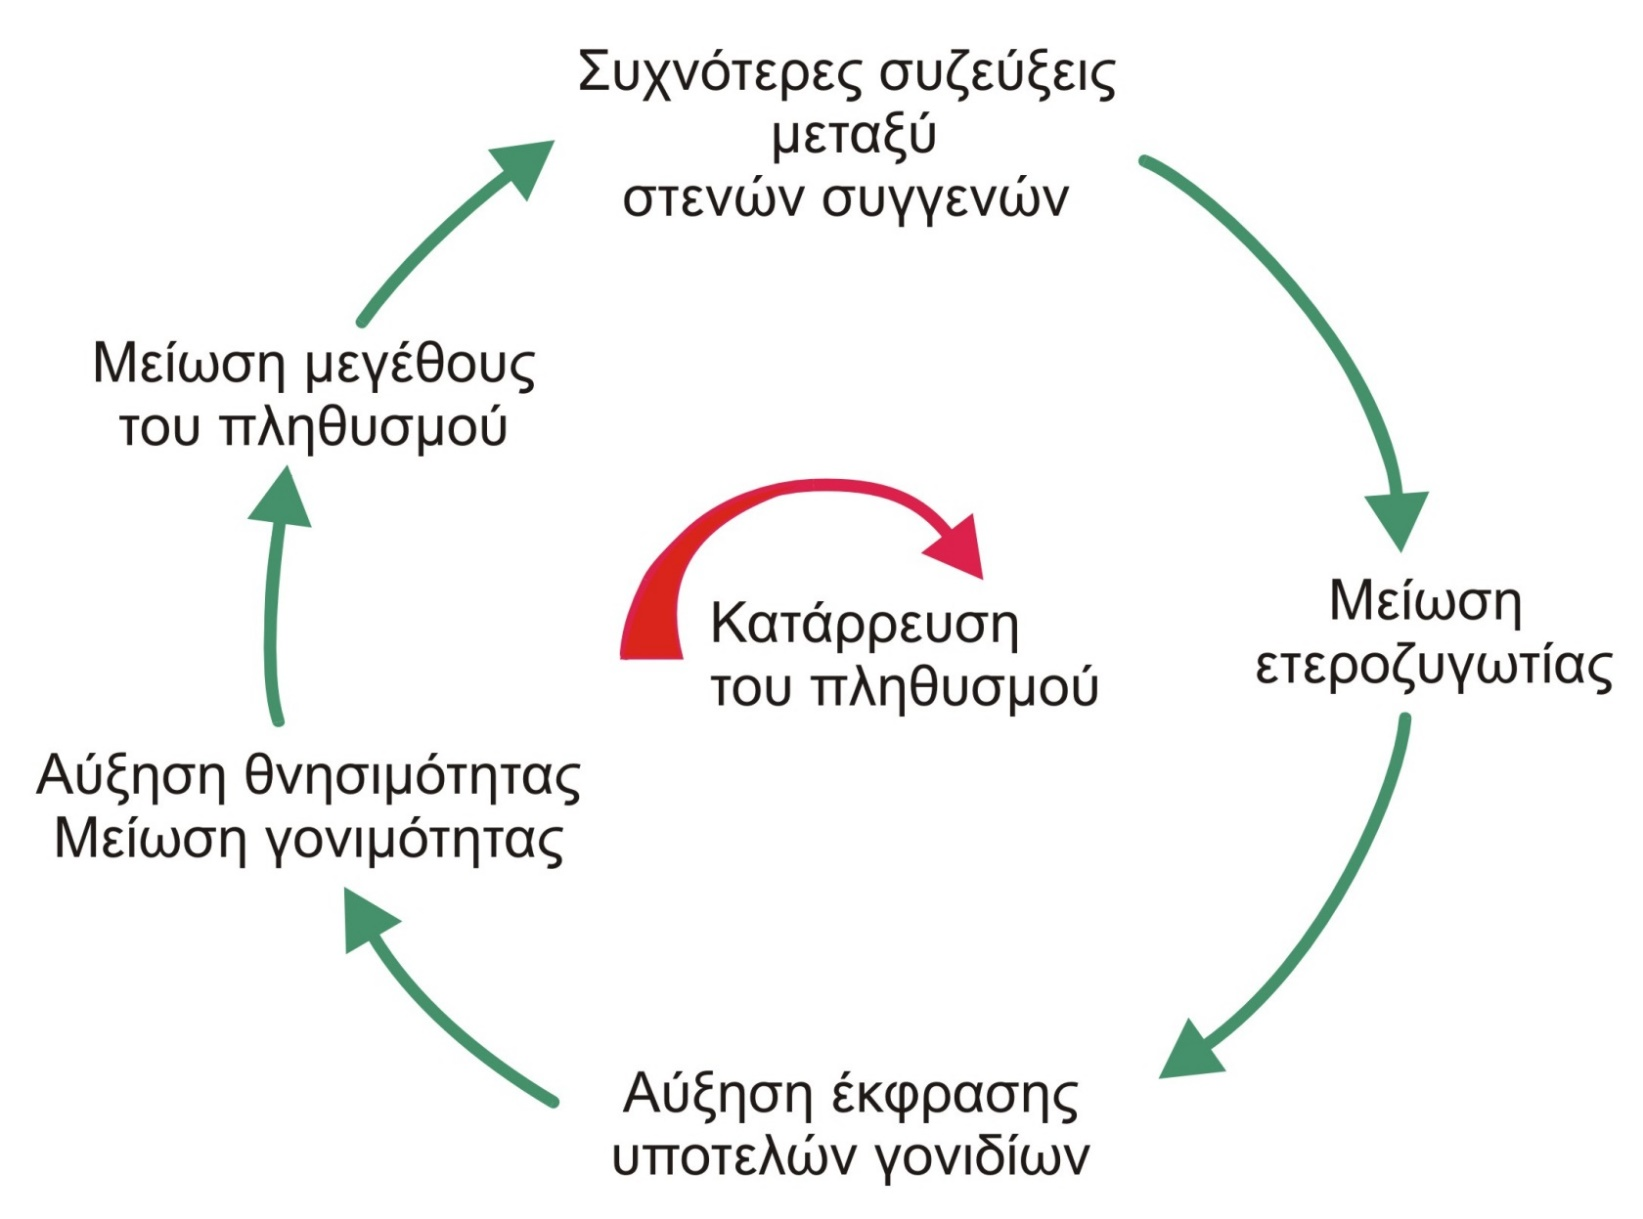 Συχνότερες συζεύξεις
μεταξύ
στενών συγγενών
Μείωση
ετεροζυγωτίας
Αύξηση έκφρασης
υποτελών γονιδίων
Αύξηση θνησιμότητας
Μείωση γονιμότητας
Μείωση μεγέθους
του πληθυσμού
Κατάρρευση
του πληθυσμού